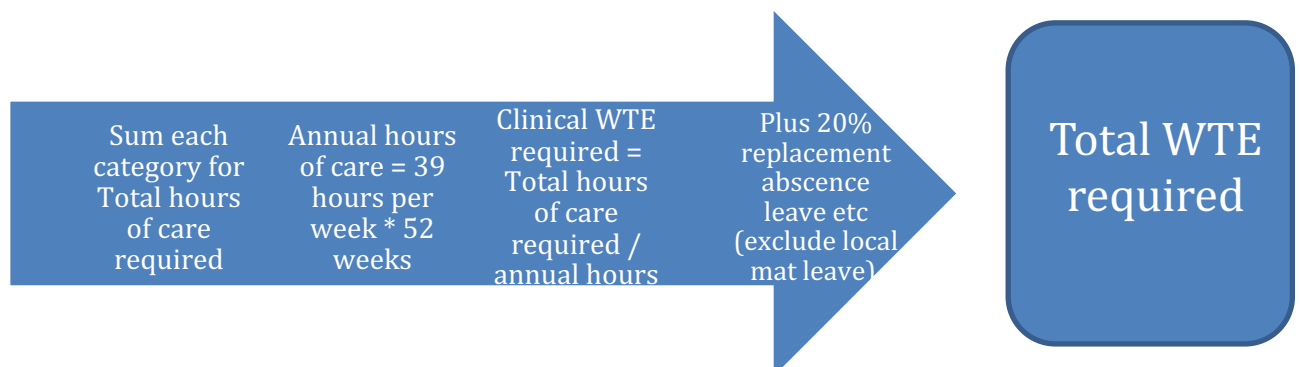 Sum each
category for
Total hours
of care
required
Annual hours
of care = 39
hours per
week * 52
weeks
Clinical WTE
required =
Total hours
of care
required /
annual hours
Plus 20%
replacement
abscence
leave etc
(exclude local
mat leave)
Total WTE
required